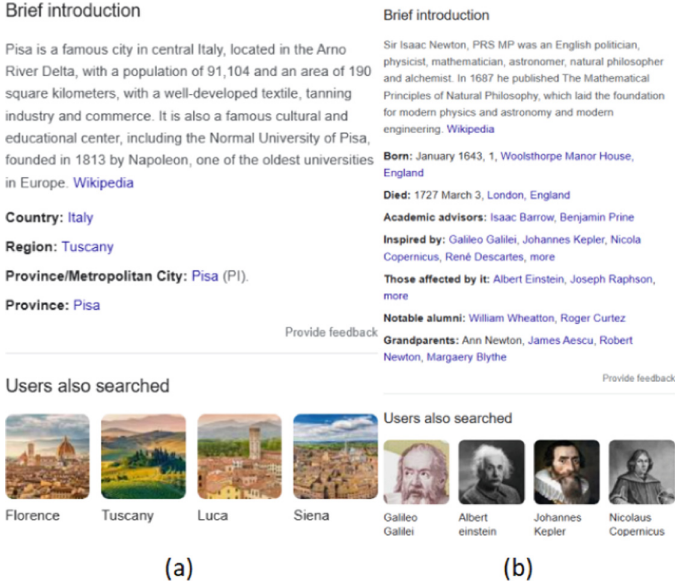 Brief introduction
Pisa is a famous city in central Italy, located in the Arno
River Delta, with a population of 91,104 and an area of 190
square kilometers, with a well-developed textile, tanning
industry and commerce. It is also a famous cultural and
educational center, including the Normal University of Pisa,
founded in 1813 by Napoleon, one of the oldest universities
in Europe. Wikipedia
Country: Italy
Region: Tuscany
Province/Metropolitan City: Pisa (PI).
Province: Pisa
Provide feedback
Users also searched
Florence
Tuscany
Luca
Siena
(a)
Brief introduction
Sir Isaac Newton, PRS MP was an English politician,
physicist, mathematician, astronomer, natural philosopher
and alchemist. In 1687 he published The Mathematical
Principles of Natural Philosophy, which laid the foundation
for modern physics and astronomy and modern
engineering. Wikipedia
Born: January 1643, 1, Woolsthorpe Manor House,
England
Died: 1727 March 3, London, England
Academic advisors: Isaac Barrow, Benjamin Prine
Inspired by: Galileo Galilei, Johannes Kepler, Nicola
Copernicus, René Descartes, more
Those affected by it: Albert Einstein, Joseph Raphson,
more
Notable alumni: William Wheatton, Roger Curtez
Grandparents: Ann Newton, James Aescu, Robert
Newton, Margaery Blythe
Provide feedback
Users also searched
Galileo
Galilei
Albert
einstein
Johannes
Kepler
Nicolaus
Copernicus
(b)